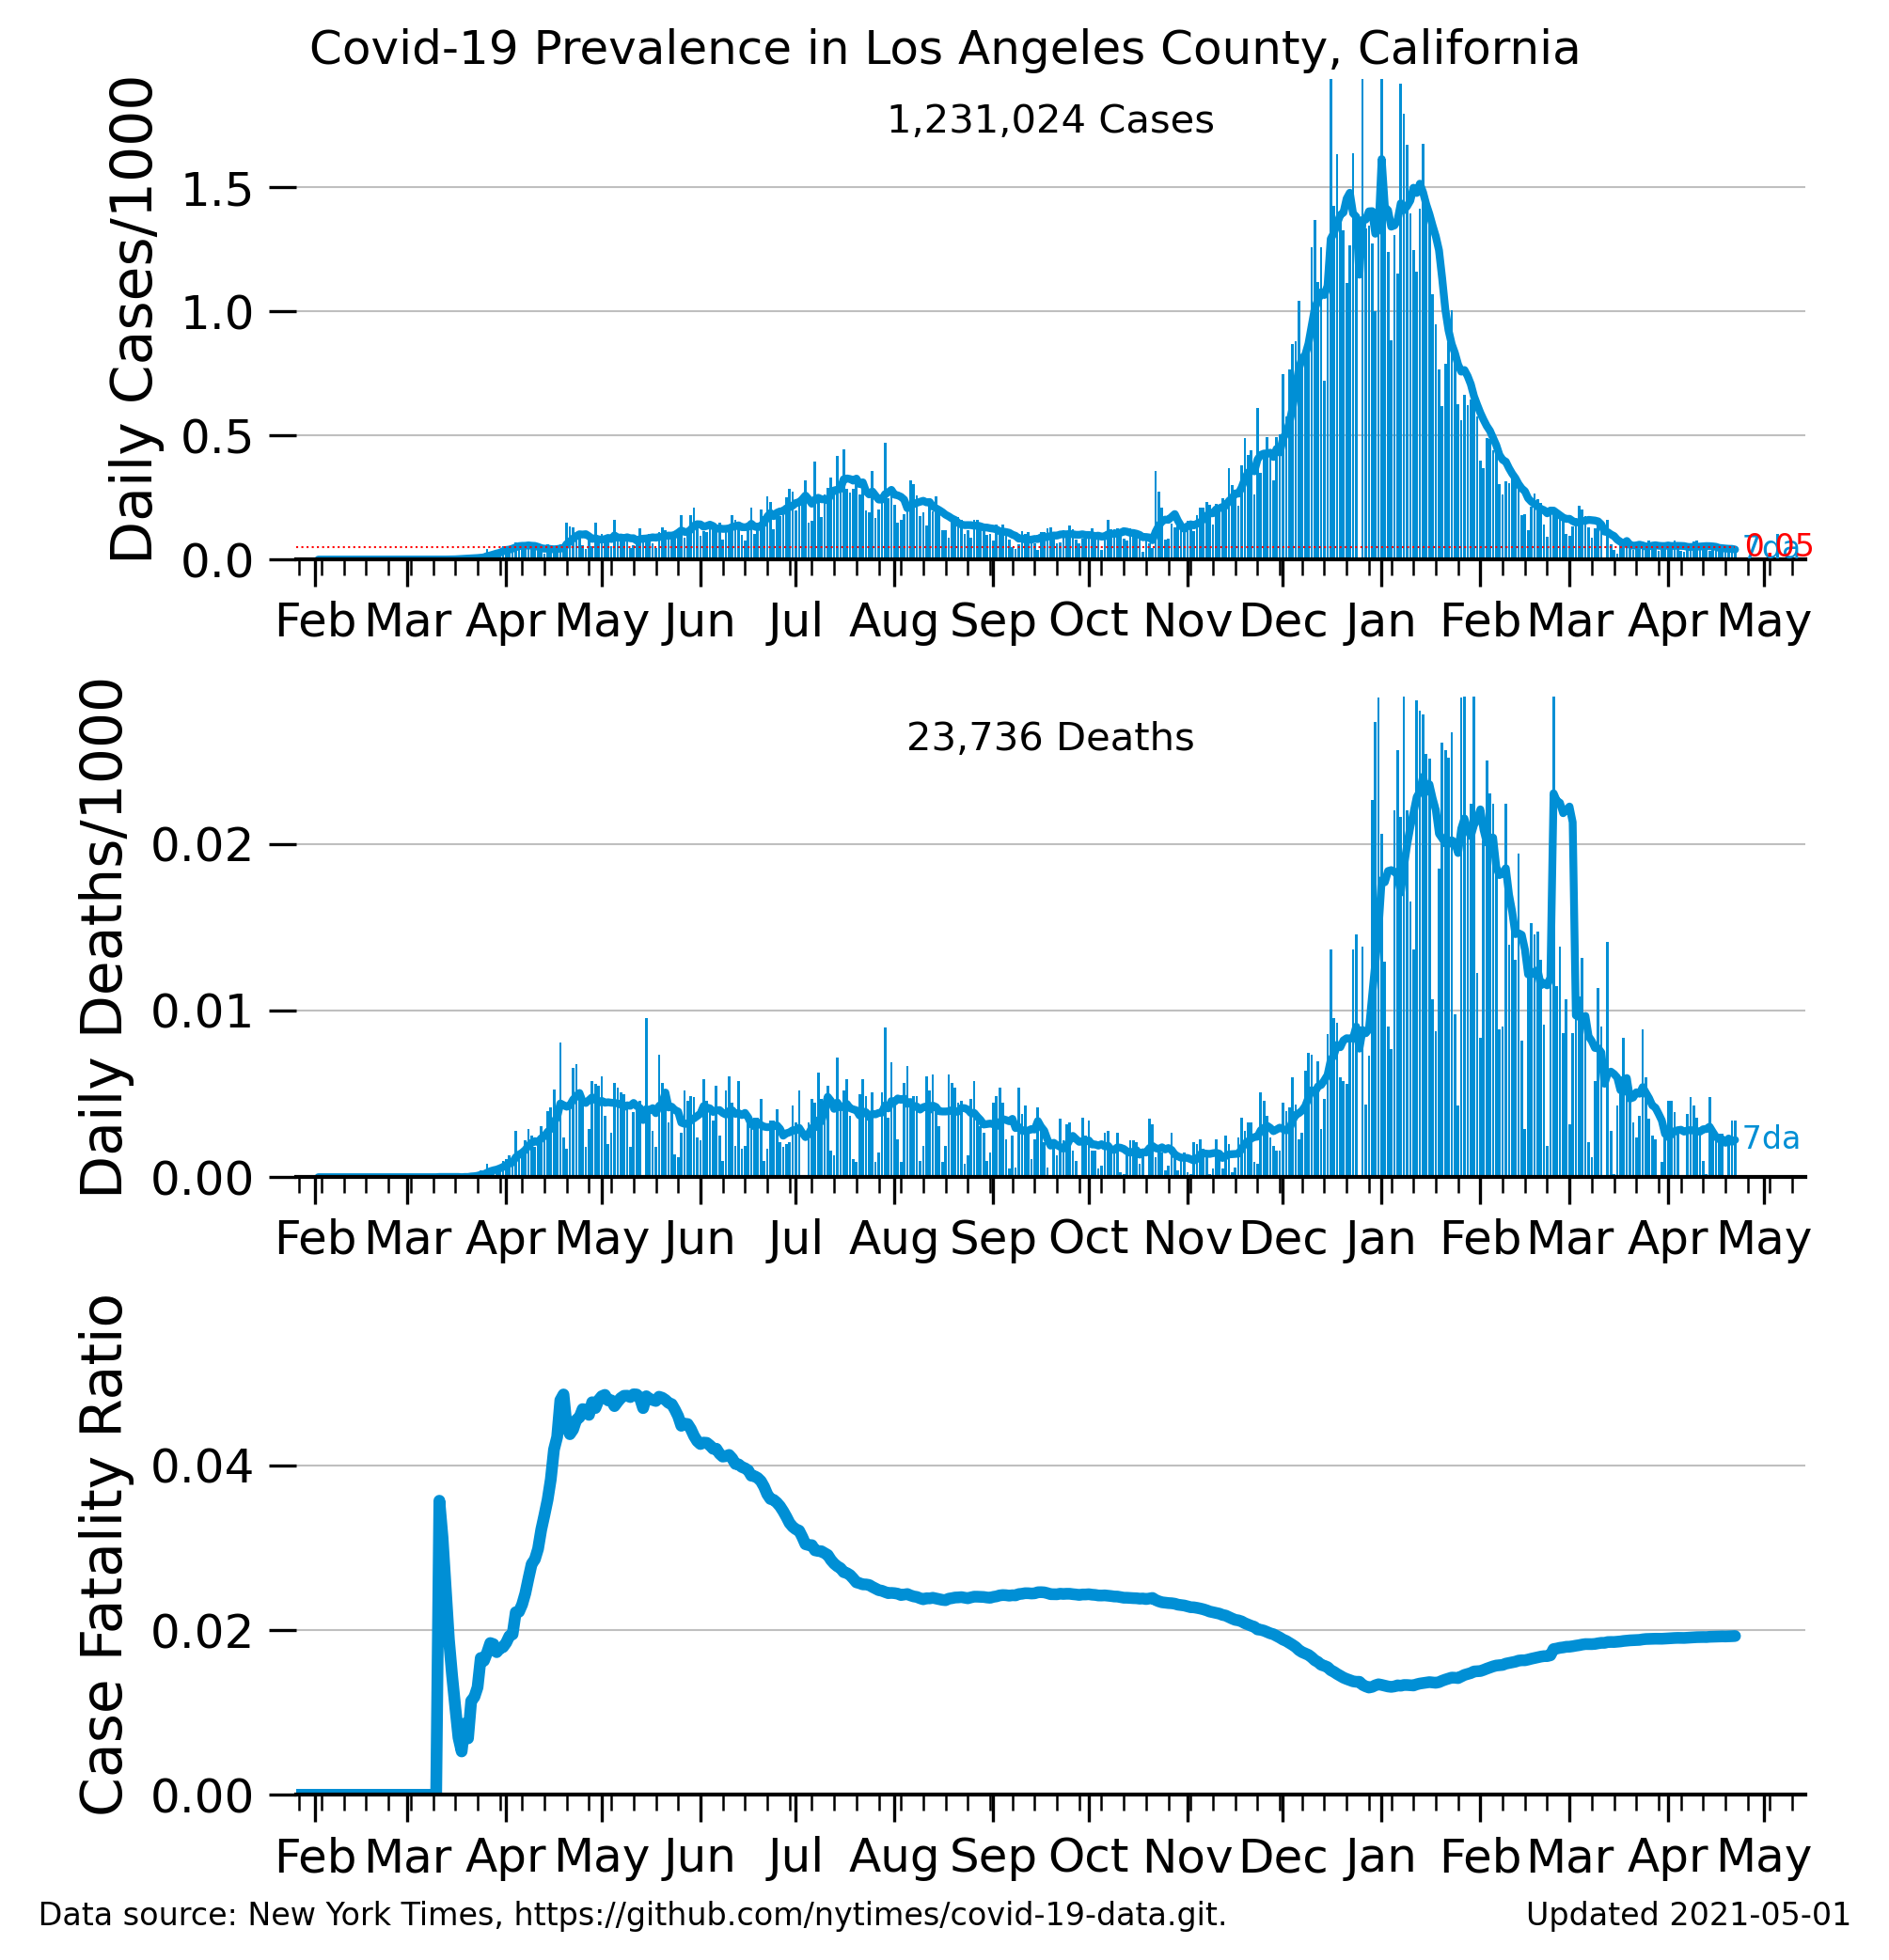 Covid-19 Prevalence in Los Angeles County, California
1,231,024 Cases
Daily Cases/1000
1.5
1.0
0.5
0.0
7da
0.05
Feb Mar Apr May Jun Jul Aug Sep Oct Nov Dec Jan Feb Mar Apr May
23,736 Deaths
Daily Deaths/1000
0.02
0.01
0.00
7da
Feb Mar Apr May Jun Jul Aug Sep Oct Nov Dec Jan Feb Mar Apr May
Case Fatality Ratio
0.04
0.02
0.00
Feb Mar Apr May Jun Jul Aug Sep Oct Nov Dec Jan Feb Mar Apr May
Data source: New York Times, https://github.com/nytimes/covid-19-data.git.
Updated 2021-05-01